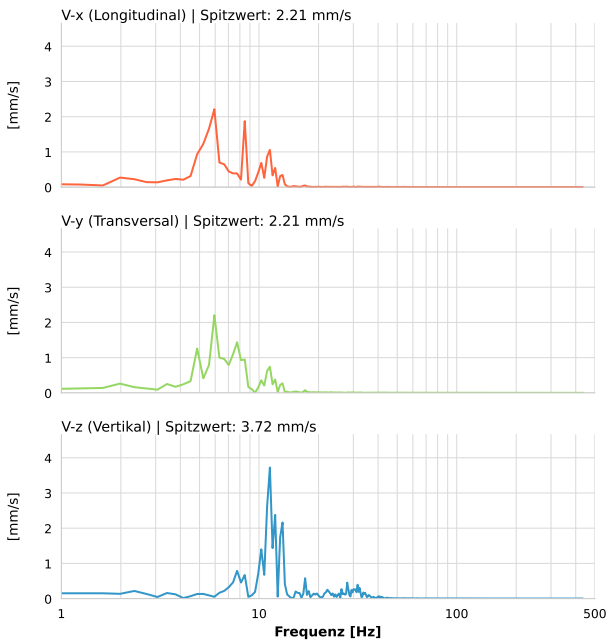 V-x (Longitudinal) | Spitzwert: 2.21 mm/s
4
3
2
1
0
[mm/s]
V-y (Transversal) | Spitzwert: 2.21 mm/s
4
3
2
1
0
[mm/s]
V-z (Vertikal) | Spitzwert: 3.72 mm/s
4
3
2
1
0
[mm/s]
1 10 100 500
Frequenz [Hz]